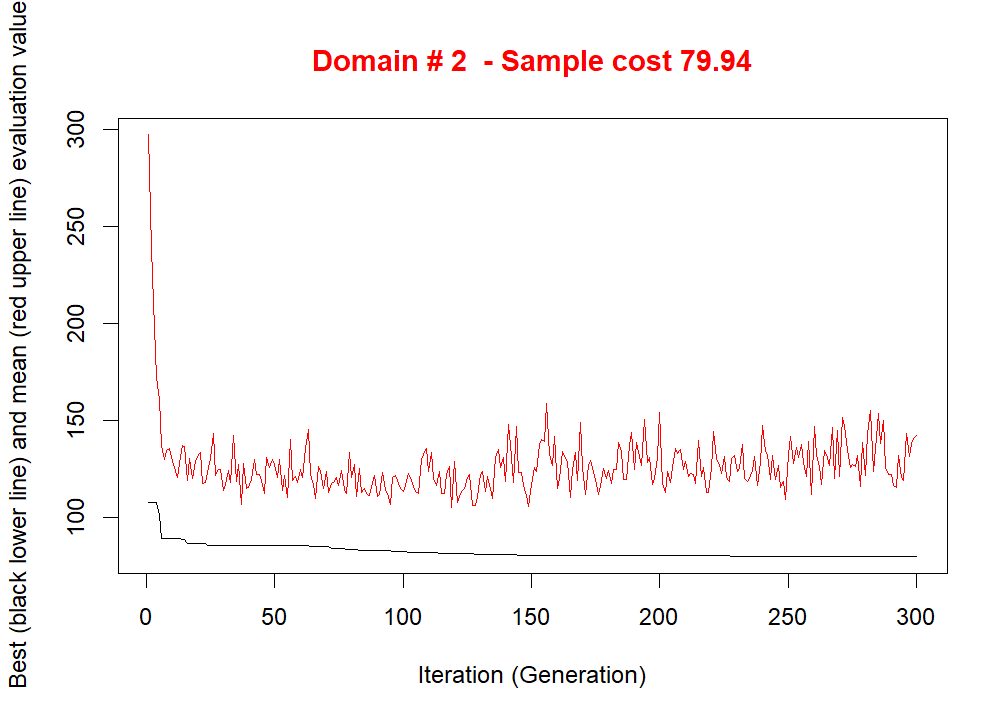 Domain # 2  - Sample cost 79.94
Best (black lower line) and mean (red upper line) evaluation value
300
250
200
150
100
0 50 100 150 200 250 300
Iteration (Generation)